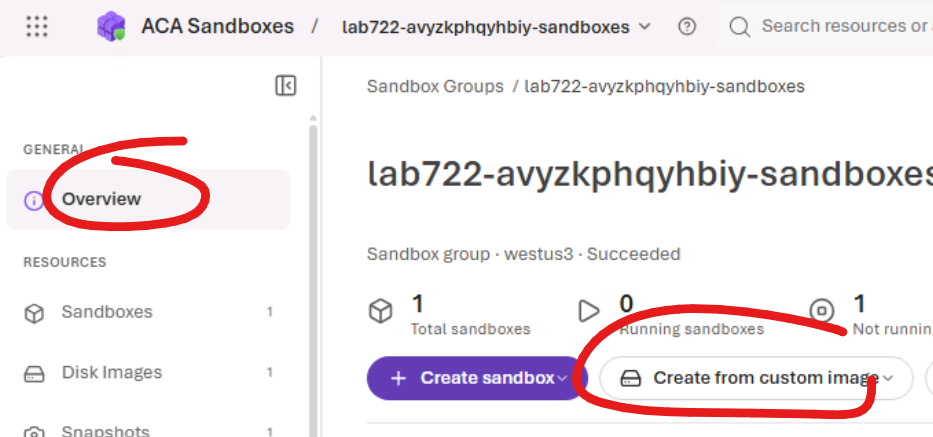 ACA Sandboxes / lab722-avyzkphqyhbiy-sandboxes
Search resources or
Sandbox Groups / lab722-avyzkphqyhbiy-sandboxes
GENERAL
Overview
RESOURCES
Sandboxes 1
Disk Images 1
Snapshots 1
lab722-avyzkphqyhbiy-sandboxes
Sandbox group · westus3 · Succeeded
1
Total sandboxes
0
Running sandboxes
1
Not runnin
+ Create sandbox
Create from custom image